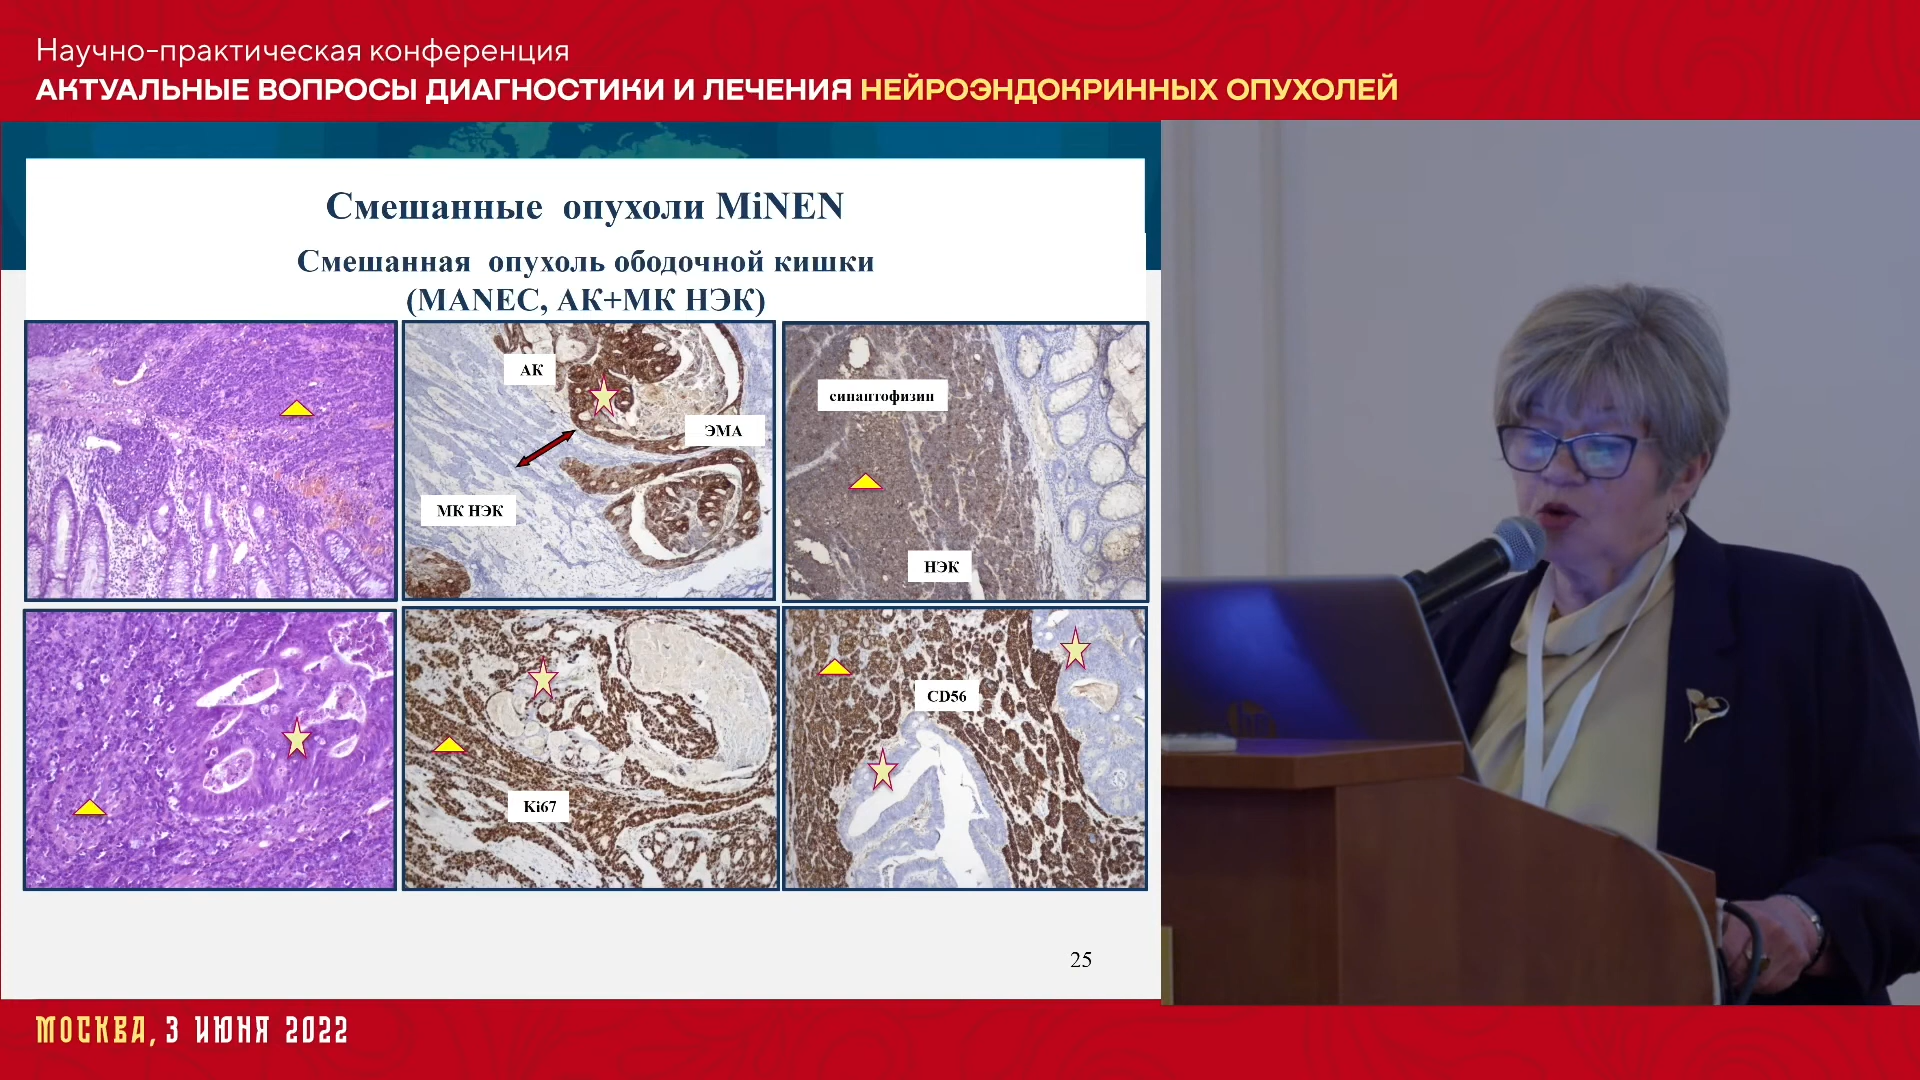 Научно-практическая конференция
АКТУАЛЬНЫЕ ВОПРОСЫ ДИАГНОСТИКИ И ЛЕЧЕНИЯ НЕЙРОЭНДОКРИННЫХ ОПУХОЛЕЙ
Смешанные опухоли MiNEN
Смешанная опухоль ободочной кишки
(MANEC, АК+МК НЭК)
АК
ЭМА
МК НЭК
синаптофизин
НЭК
Ki67
CD56
25
МОСКВА, 3 ИЮНЯ 2022